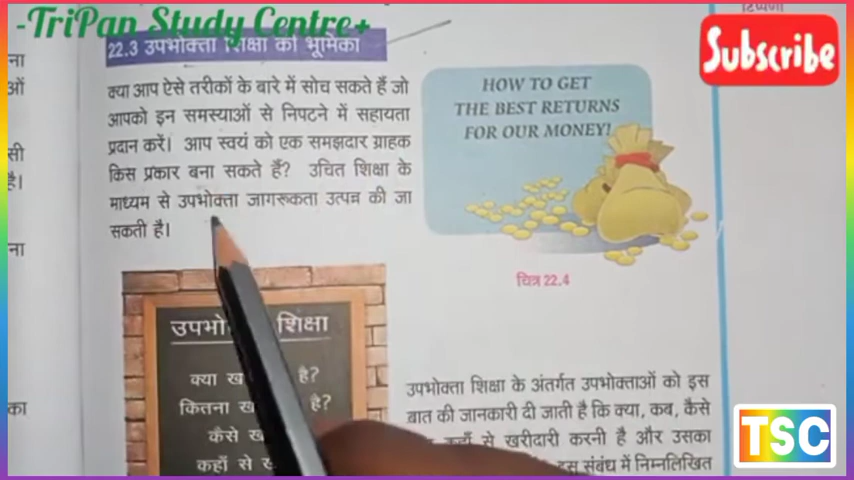 -TriPan Study Centre+
टिप्पणी
Subscribe
22.3 उपभोक्ता शिक्षा की भूमिका
क्या आप ऐसे तरीकों के बारे में सोच सकते हैं जो
आपको इन समस्याओं से निपटने में सहायता
प्रदान करें। आप स्वयं को एक समझदार ग्राहक
किस प्रकार बना सकते हैं? उचित शिक्षा के
माध्यम से उपभोक्ता जागरूकता उत्पन्न की जा
सकती है।
HOW TO GET
THE BEST RETURNS
FOR OUR MONEY!
चित्र 22.4
शिक्षा
क्या है?
कितना है?
कैसे
कहाँ से
उपभोक्ता शिक्षा के अंतर्गत उपभोक्ताओं को इस
बात की जानकारी दी जाती है कि क्या, कब, कैसे
कहाँ से खरीदारी करनी है और उसका
इस संबंध में निम्नलिखित
ना
ओं
सी
है।
ना
का
TSC